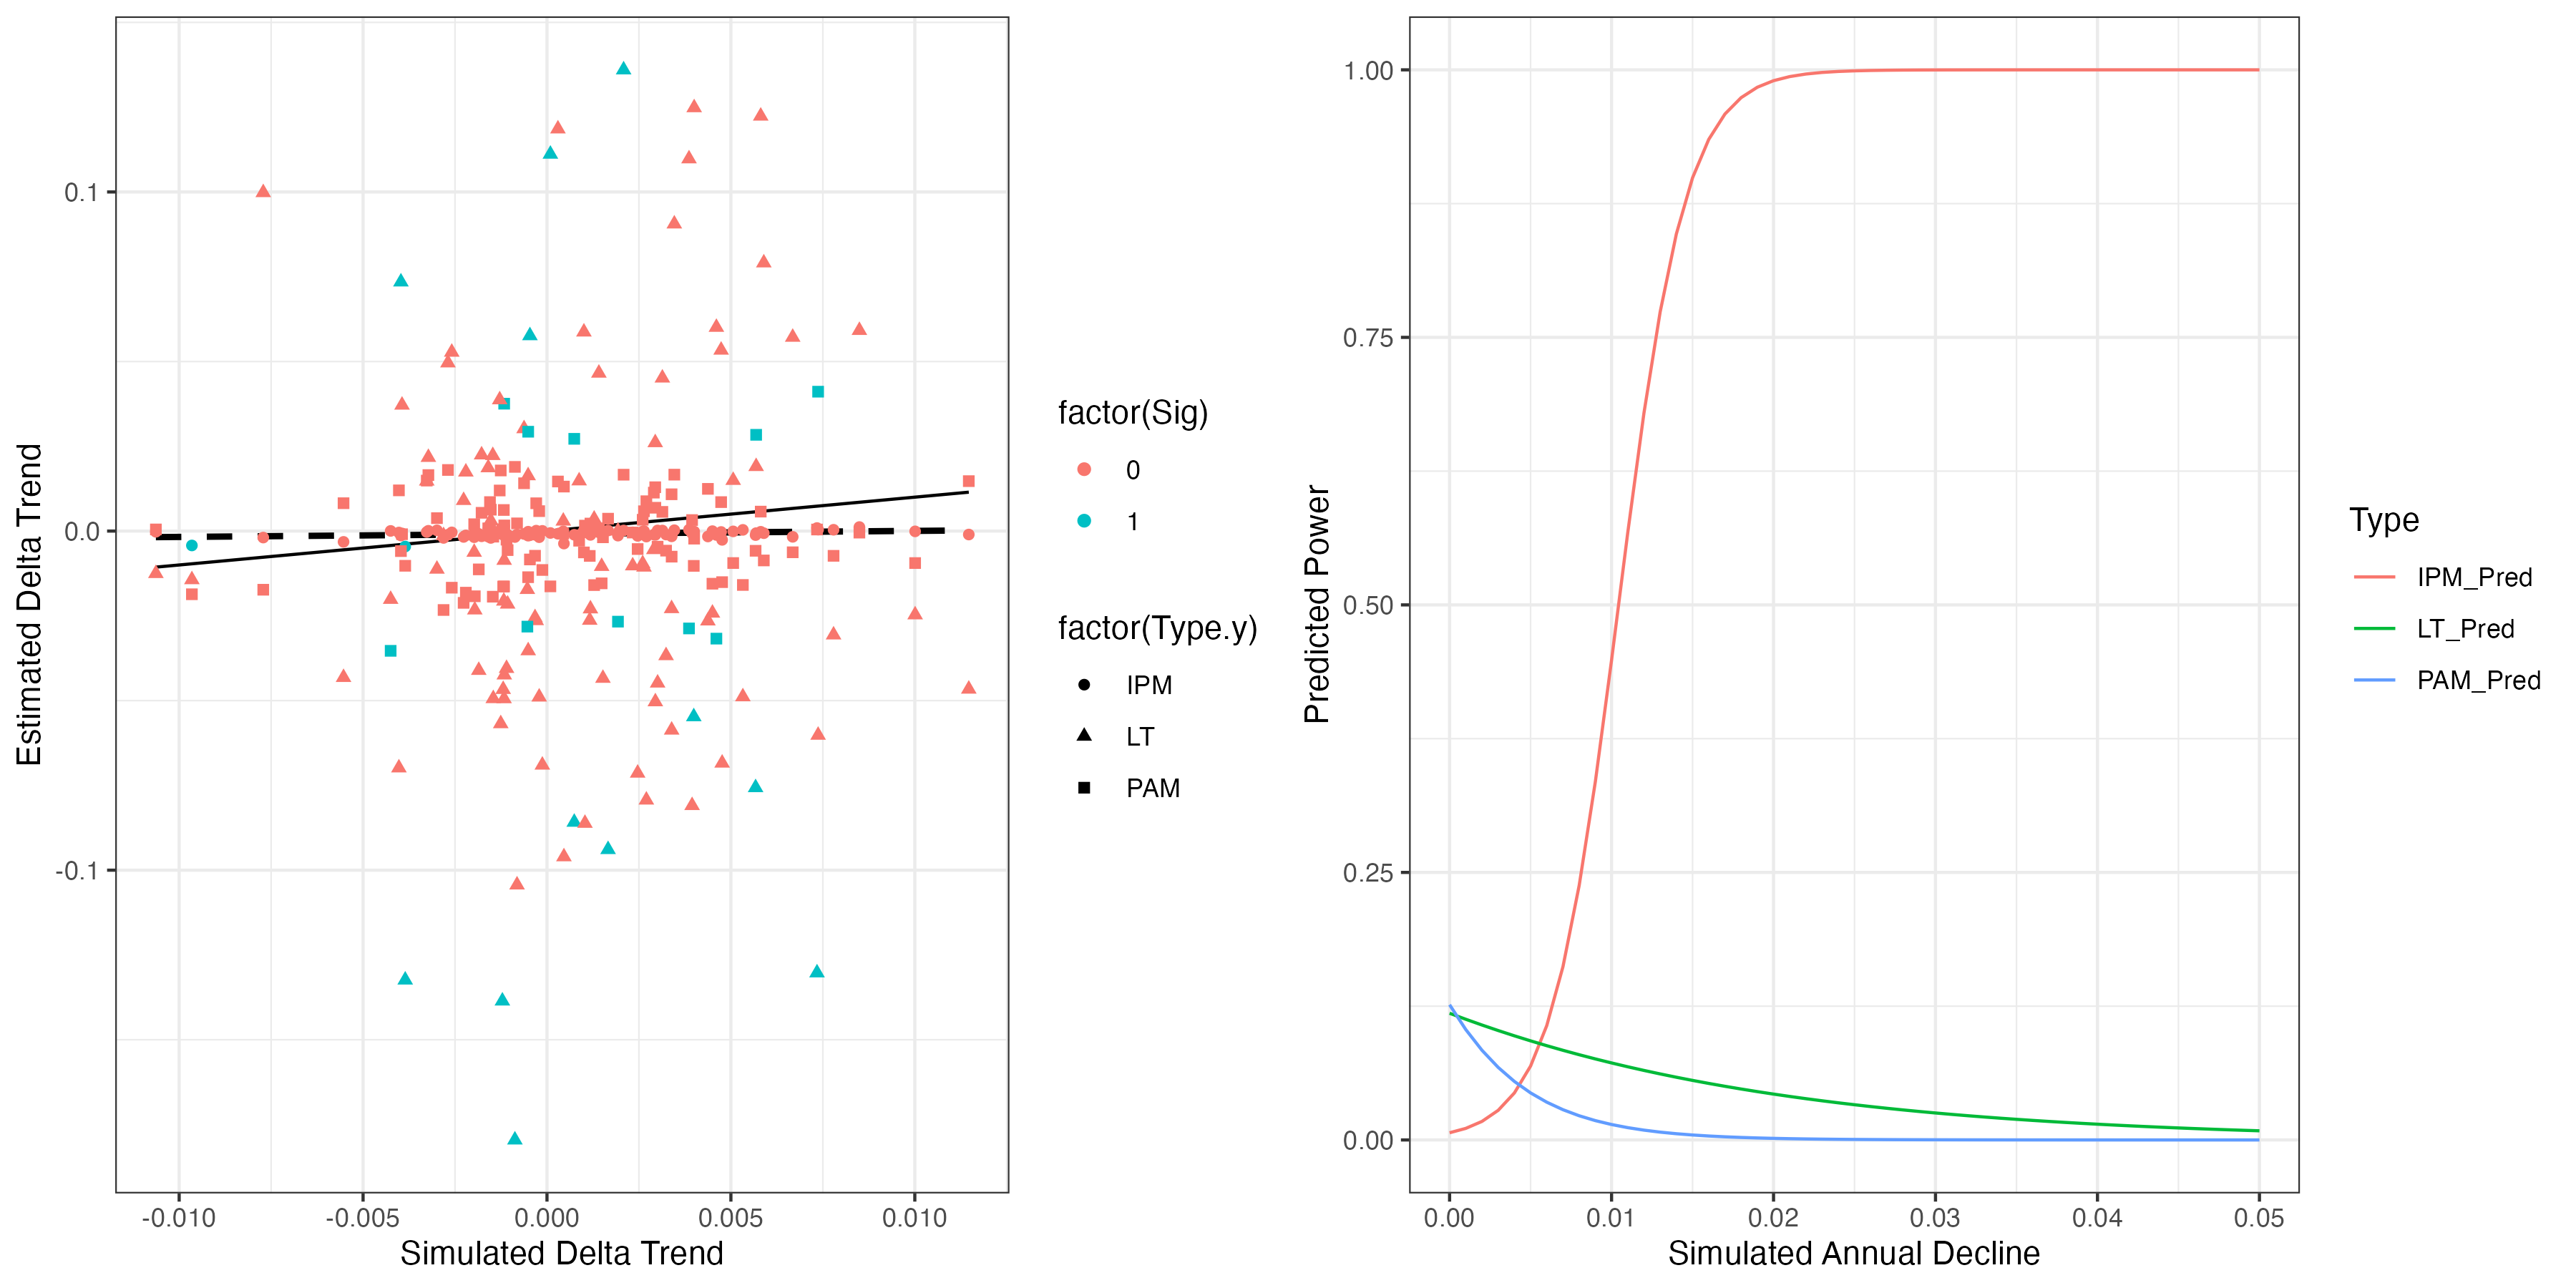 0.1
0.0
-0.1
-0.010
-0.005
0.000
0.005
0.010
Simulated Delta Trend
Estimated Delta Trend
factor(Sig)
0
1
factor(Type.y)
IPM
LT
PAM
1.00
0.75
0.50
0.25
0.00
0.00
0.01
0.02
0.03
0.04
0.05
Simulated Annual Decline
Predicted Power
Type
IPM_Pred
LT_Pred
PAM_Pred